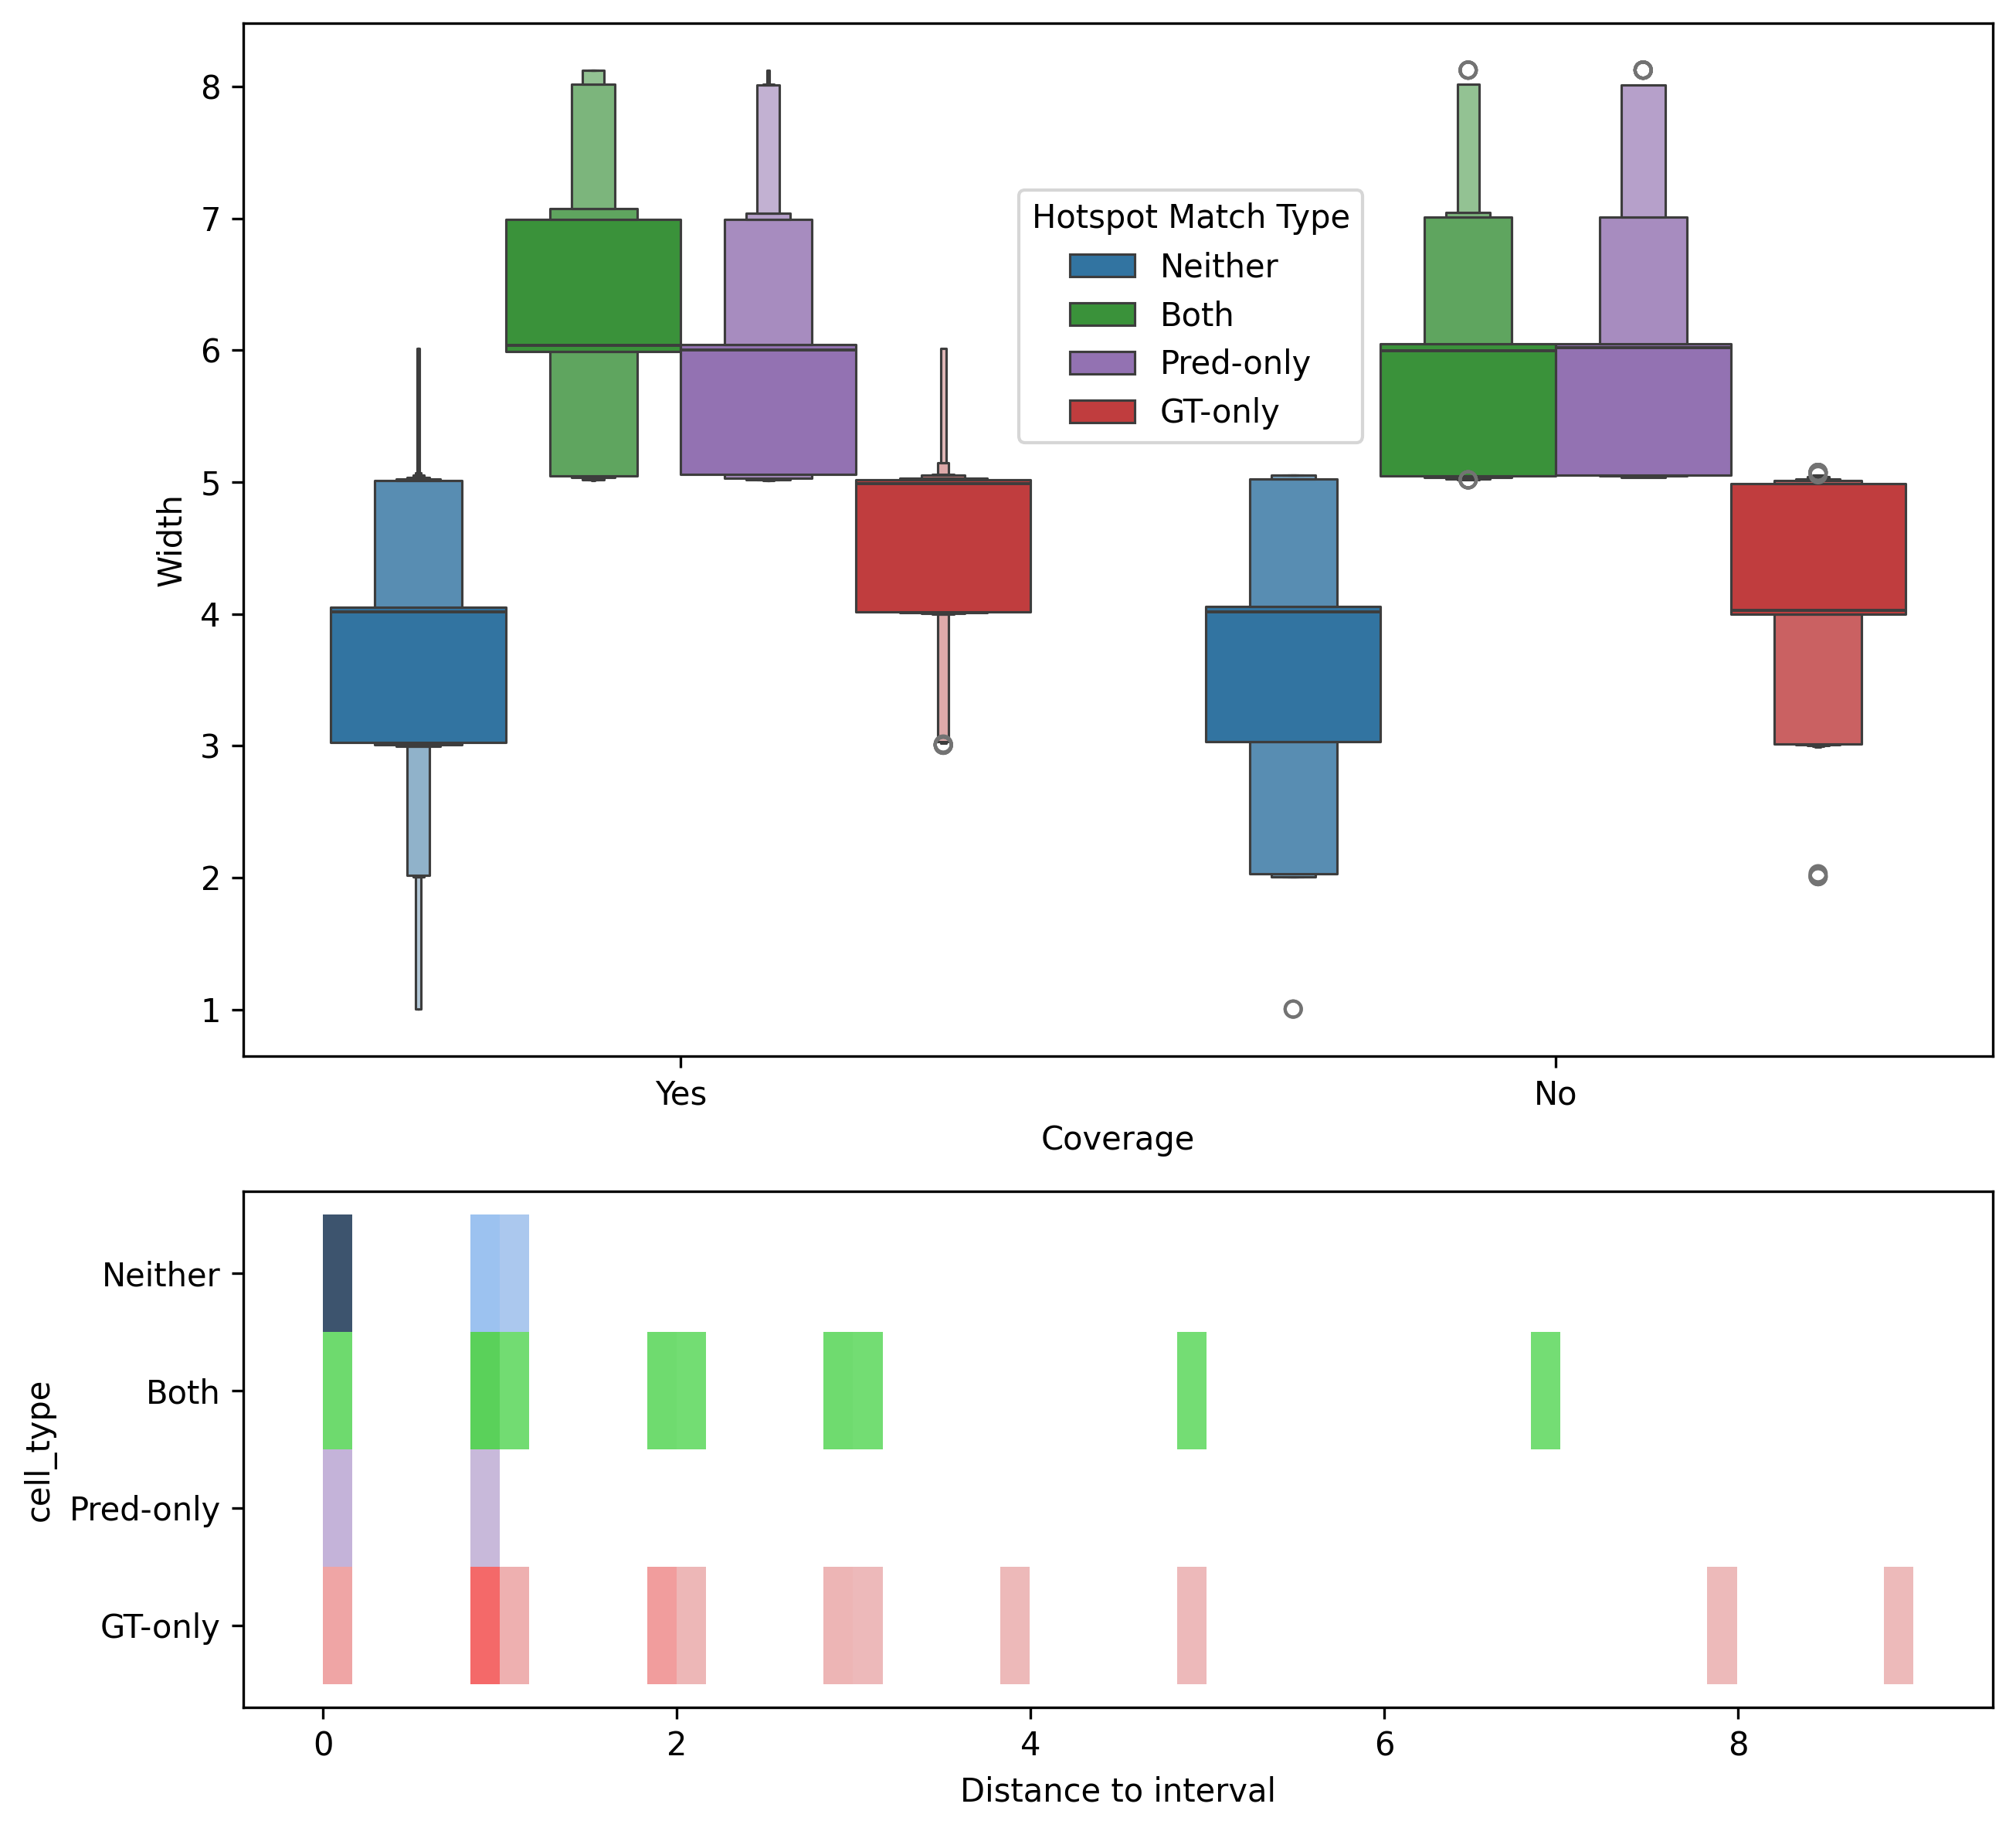 8
7
6
5
4
3
2
1
Width
Hotspot Match Type
Neither
Both
Pred-only
GT-only
Yes
No
Coverage
Neither
Both
Pred-only
GT-only
cell_type
0
2
4
6
8
Distance to interval